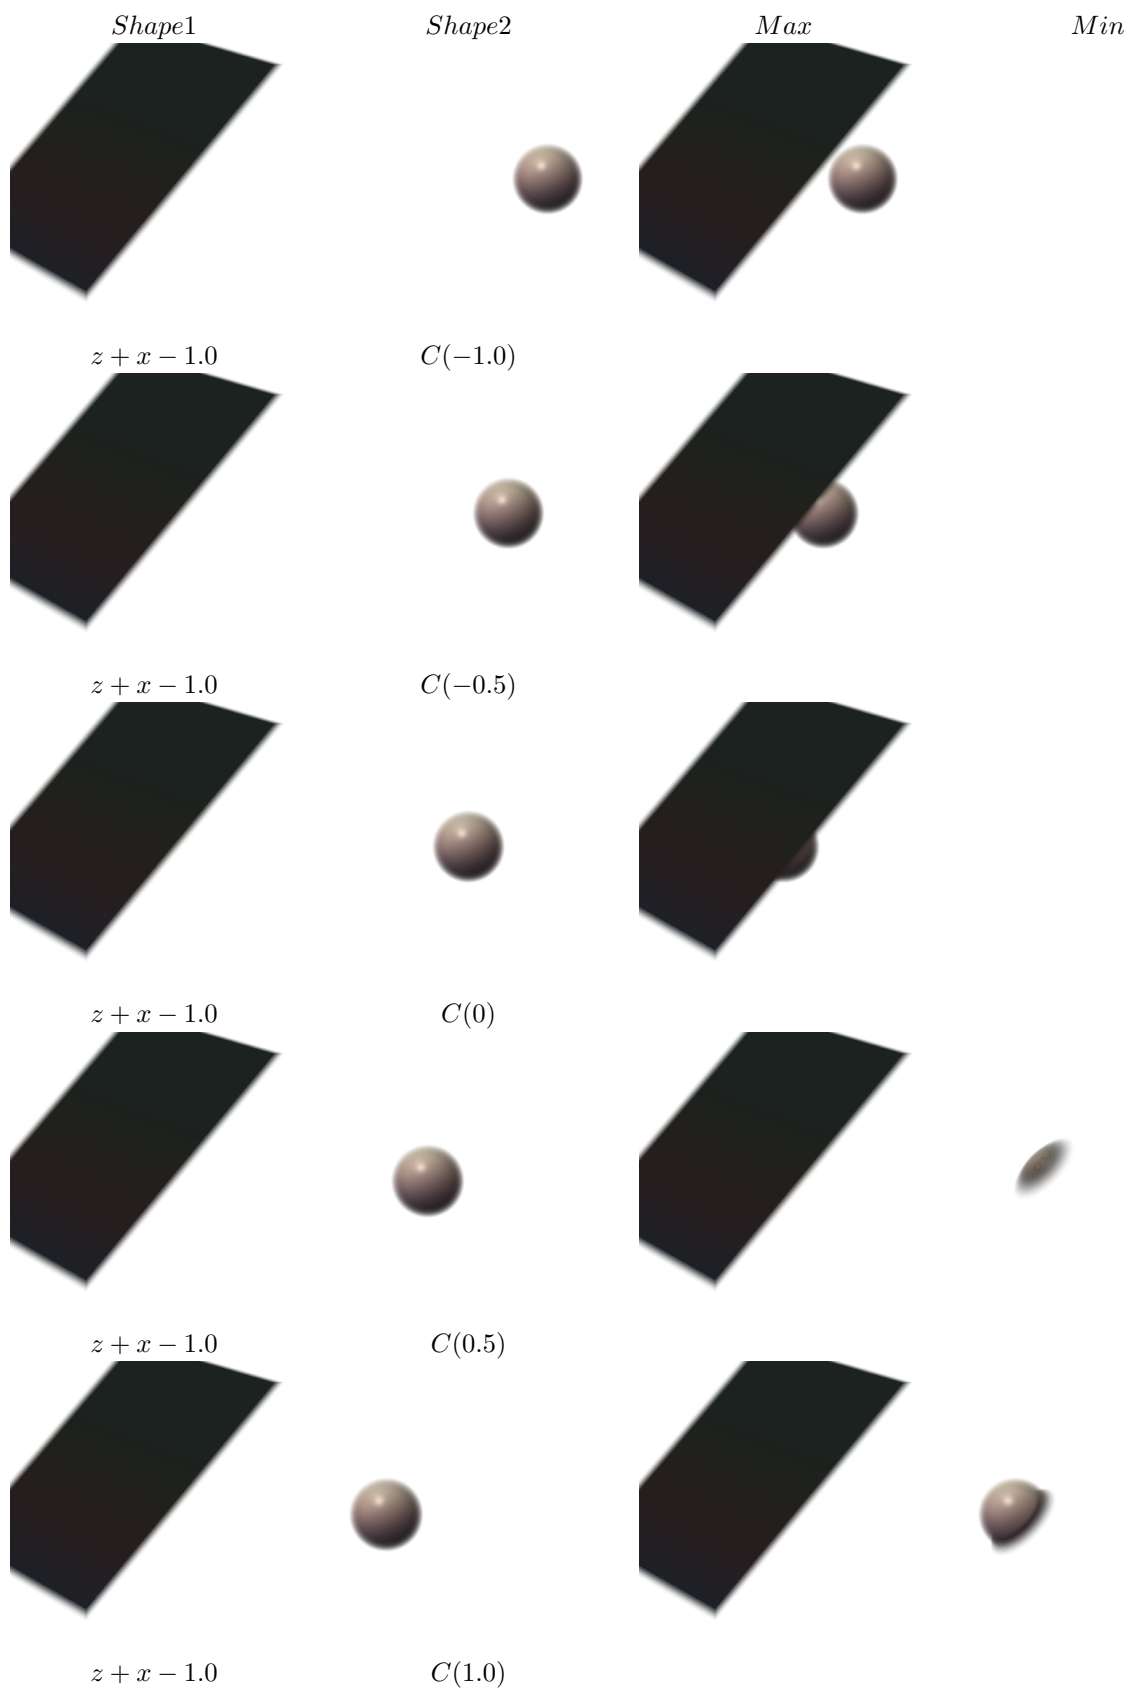 Shape1 Shape2 Max Min
z + x − 1.0 C(−1.0)
z + x − 1.0 C(−0.5)
z + x − 1.0 C(0)
z + x − 1.0 C(0.5)
z + x − 1.0 C(1.0)